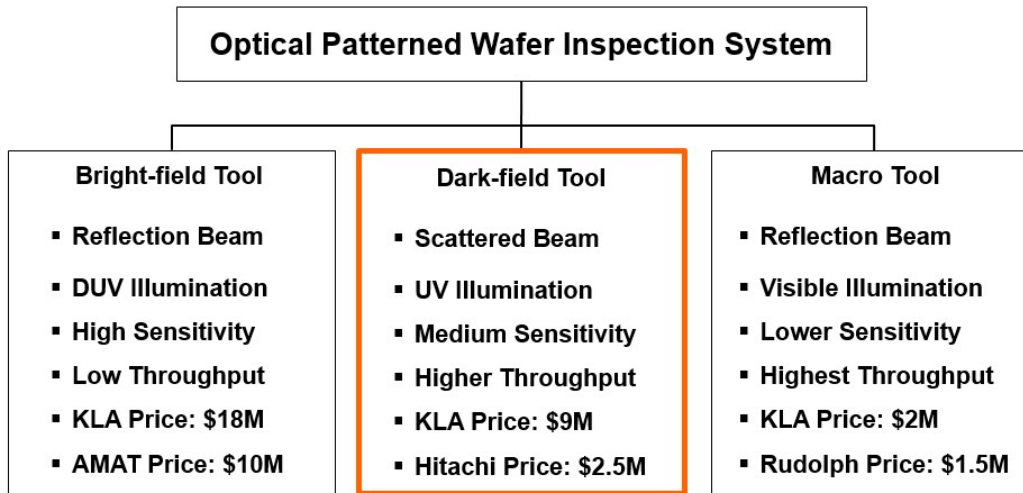 Optical Patterned Wafer Inspection System
Bright-field Tool
▪ Reflection Beam
▪ DUV Illumination
▪ High Sensitivity
▪ Low Throughput
▪ KLA Price: $18M
▪ AMAT Price: $10M
Dark-field Tool
▪ Scattered Beam
▪ UV Illumination
▪ Medium Sensitivity
▪ Higher Throughput
▪ KLA Price: $9M
▪ Hitachi Price: $2.5M
Macro Tool
▪ Reflection Beam
▪ Visible Illumination
▪ Lower Sensitivity
▪ Highest Throughput
▪ KLA Price: $2M
▪ Rudolph Price: $1.5M